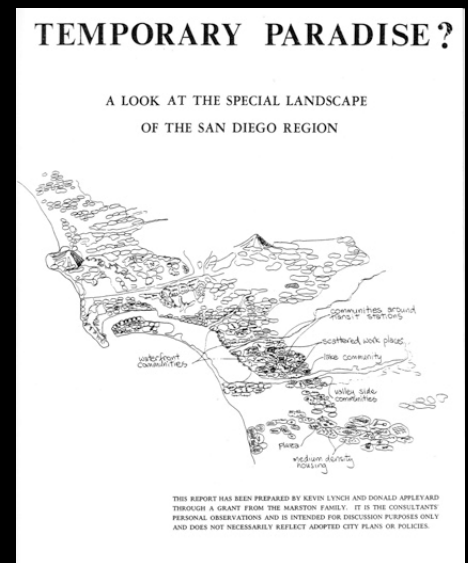 TEMPORARY PARADISE?
A LOOK AT THE SPECIAL LANDSCAPE
OF THE SAN DIEGO REGION
communities around
transit stations
scattered work places
lake community
waterfront
communities
valley side
communities
medium density
housing
THIS REPORT HAS BEEN PREPARED BY KEVIN LYNCH AND DONALD APPLEYARD
THROUGH A GRANT FROM THE MARSTON FAMILY. IT IS THE CONSULTANTS'
PERSONAL OBSERVATIONS AND IS INTENDED FOR DISCUSSION PURPOSES ONLY
AND DOES NOT NECESSARILY REFLECT ADOPTED CITY PLANS OR POLICIES.